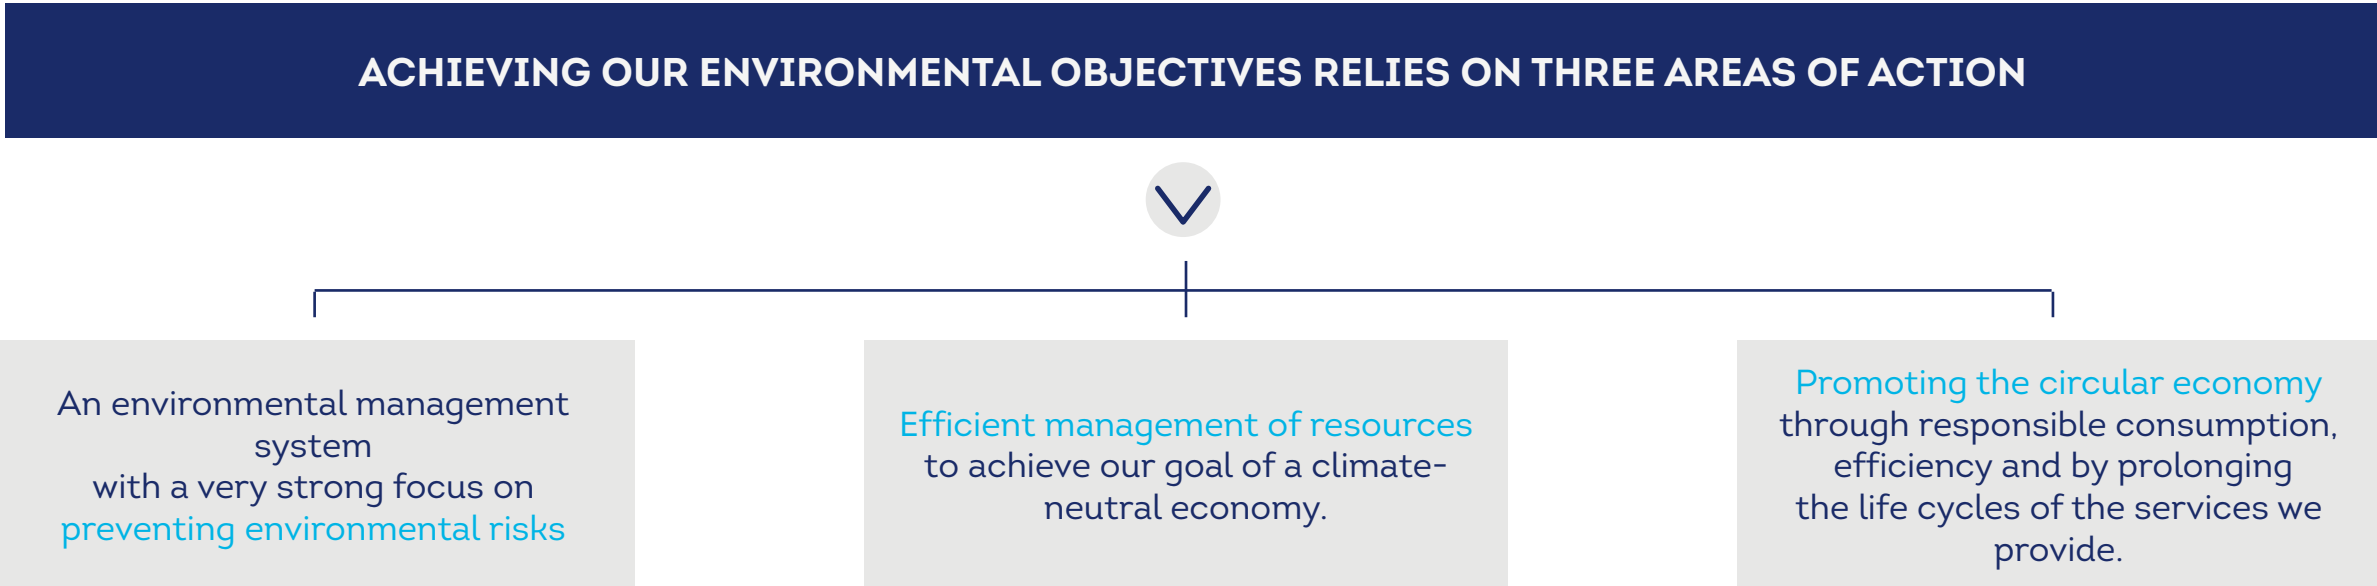 ACHIEVING OUR ENVIRONMENTAL OBJECTIVES RELIES ON THREE AREAS OF ACTION
An environmental management
system
with a very strong focus on
preventing environmental risks
Efficient management of resources
to achieve our goal of a climate-
neutral economy.
Promoting the circular economy
through responsible consumption,
efficiency and by prolonging
the life cycles of the services we
provide.